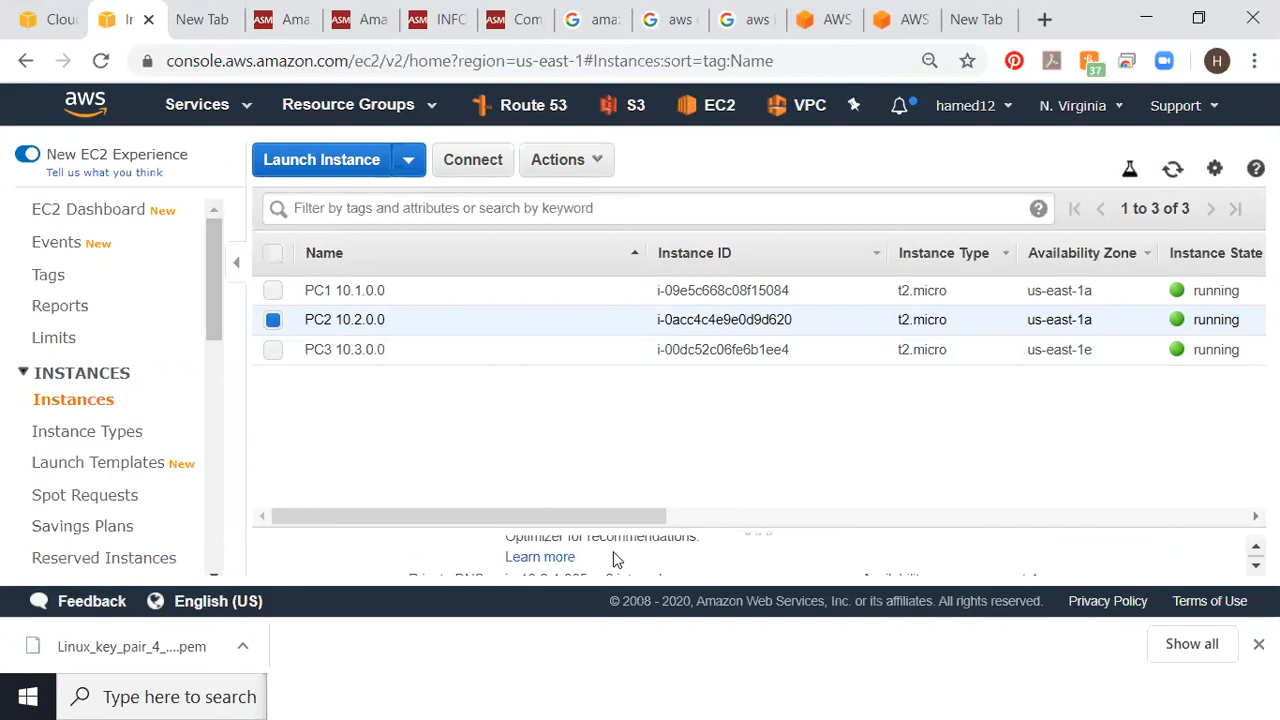 Clou
In
New Tab
Ama
Ama
INFC
Com
amaz
aws
aws
AWS
AWS
New Tab
console.aws.amazon.com/ec2/v2/home?region=us-east-1#Instances:sort=tag:Name
37
H
aws
Services
Resource Groups
Route 53
S3
EC2
VPC
hamed12
N. Virginia
Support
New EC2 Experience
Tell us what you think
EC2 Dashboard New
Events New
Tags
Reports
Limits
INSTANCES
Instances
Instance Types
Launch Templates New
Spot Requests
Savings Plans
Reserved Instances
Launch Instance
Connect
Actions
Filter by tags and attributes or search by keyword
1 to 3 of 3
Name Instance ID Instance Type Availability Zone Instance State
PC1 10.1.0.0 i-09e5c668c08f15084 t2.micro us-east-1a running
PC2 10.2.0.0 i-0acc4c4e9e0d9d620 t2.micro us-east-1a running
PC3 10.3.0.0 i-00dc52c06fe6b1ee4 t2.micro us-east-1e running
Optimizer for recommendations.
Learn more
Feedback
English (US)
© 2008 - 2020, Amazon Web Services, Inc. or its affiliates. All rights reserved.
Privacy Policy
Terms of Use
Linux_key_pair_4_....pem
Show all
Type here to search